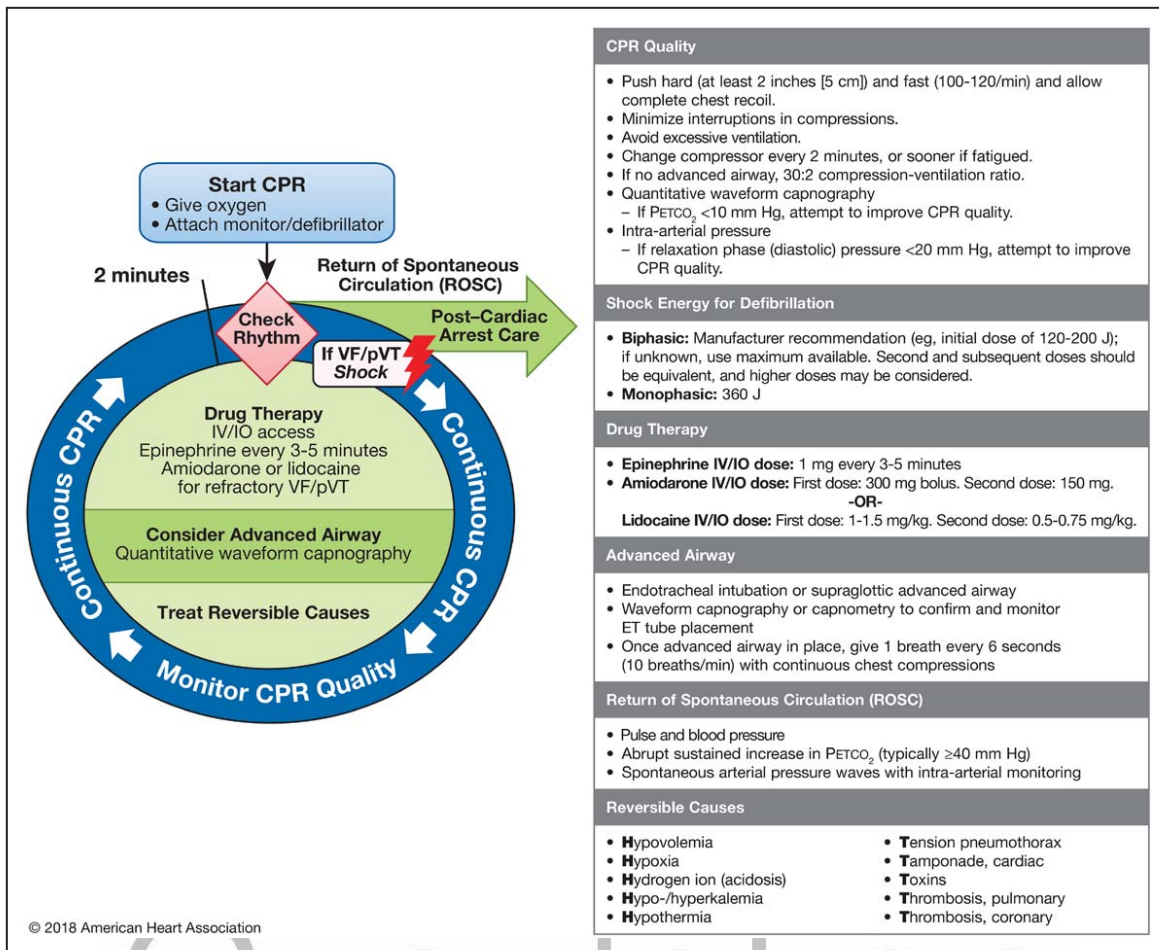 Start CPR
• Give oxygen
• Attach monitor/defibrillator
2 minutes
Return of Spontaneous
Circulation (ROSC)
Check
Rhythm
Post–Cardiac
Arrest Care
If VF/pVT
Shock
Drug Therapy
IV/IO access
Epinephrine every 3-5 minutes
Amiodarone or lidocaine
for refractory VF/pVT
Consider Advanced Airway
Quantitative waveform capnography
Treat Reversible Causes
Continuous CPR
Continuous CPR
Monitor CPR Quality
© 2018 American Heart Association
CPR Quality
• Push hard (at least 2 inches [5 cm]) and fast (100-120/min) and allow
complete chest recoil.
• Minimize interruptions in compressions.
• Avoid excessive ventilation.
• Change compressor every 2 minutes, or sooner if fatigued.
• If no advanced airway, 30:2 compression-ventilation ratio.
• Quantitative waveform capnography
– If PETCO₂ <10 mm Hg, attempt to improve CPR quality.
• Intra-arterial pressure
– If relaxation phase (diastolic) pressure <20 mm Hg, attempt to improve
CPR quality.
Shock Energy for Defibrillation
• Biphasic: Manufacturer recommendation (eg, initial dose of 120-200 J);
if unknown, use maximum available. Second and subsequent doses should
be equivalent, and higher doses may be considered.
• Monophasic: 360 J
Drug Therapy
• Epinephrine IV/IO dose: 1 mg every 3-5 minutes
• Amiodarone IV/IO dose: First dose: 300 mg bolus. Second dose: 150 mg.
-OR-
Lidocaine IV/IO dose: First dose: 1-1.5 mg/kg. Second dose: 0.5-0.75 mg/kg.
Advanced Airway
• Endotracheal intubation or supraglottic advanced airway
• Waveform capnography or capnometry to confirm and monitor
ET tube placement
• Once advanced airway in place, give 1 breath every 6 seconds
(10 breaths/min) with continuous chest compressions
Return of Spontaneous Circulation (ROSC)
• Pulse and blood pressure
• Abrupt sustained increase in PETCO₂ (typically ≥40 mm Hg)
• Spontaneous arterial pressure waves with intra-arterial monitoring
Reversible Causes
• Hypovolemia
• Hypoxia
• Hydrogen ion (acidosis)
• Hypo-/hyperkalemia
• Hypothermia
• Tension pneumothorax
• Tamponade, cardiac
• Toxins
• Thrombosis, pulmonary
• Thrombosis, coronary